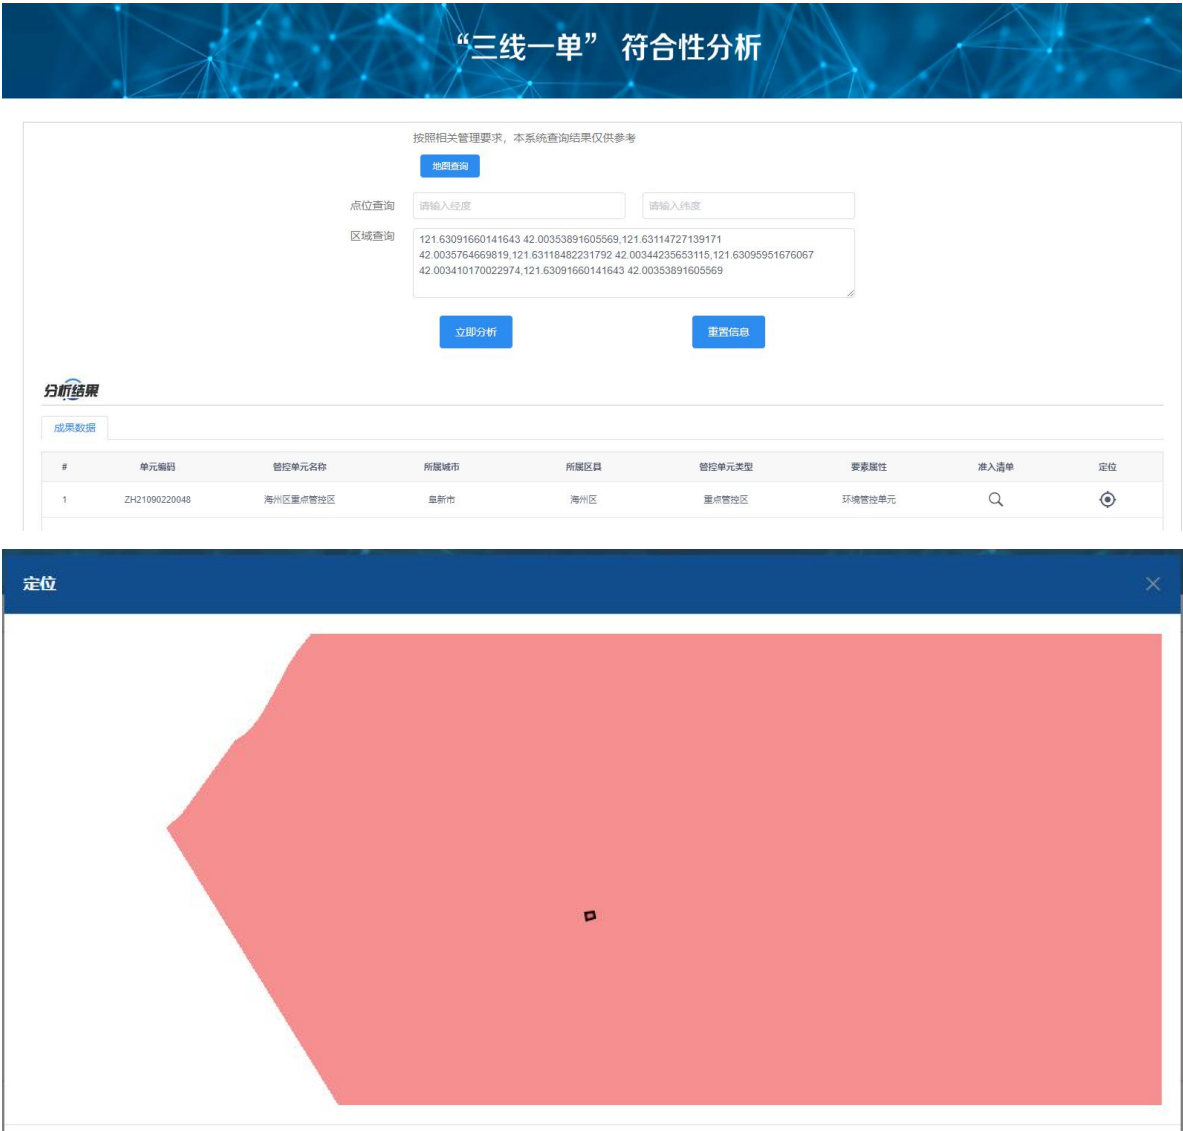 “三线一单” 符合性分析
按照相关管理要求，本系统查询结果仅供参考
地图查询
点位查询 请输入经度 请输入纬度
区域查询 121.63091660141643 42.00353891605569,121.63114727139171
42.0035764669819,121.63118482231792 42.00344235653115,121.63095951676067
42.003410170022974,121.63091660141643 42.00353891605569
立即分析 重置信息
分析结果
成果数据
# 单元编码 管控单元名称 所属城市 所属区县 管控单元类型 要素属性 准入清单 定位
1 ZH21090220048 海州区重点管控区 阜新市 海州区 重点管控区 环境管控单元
定位